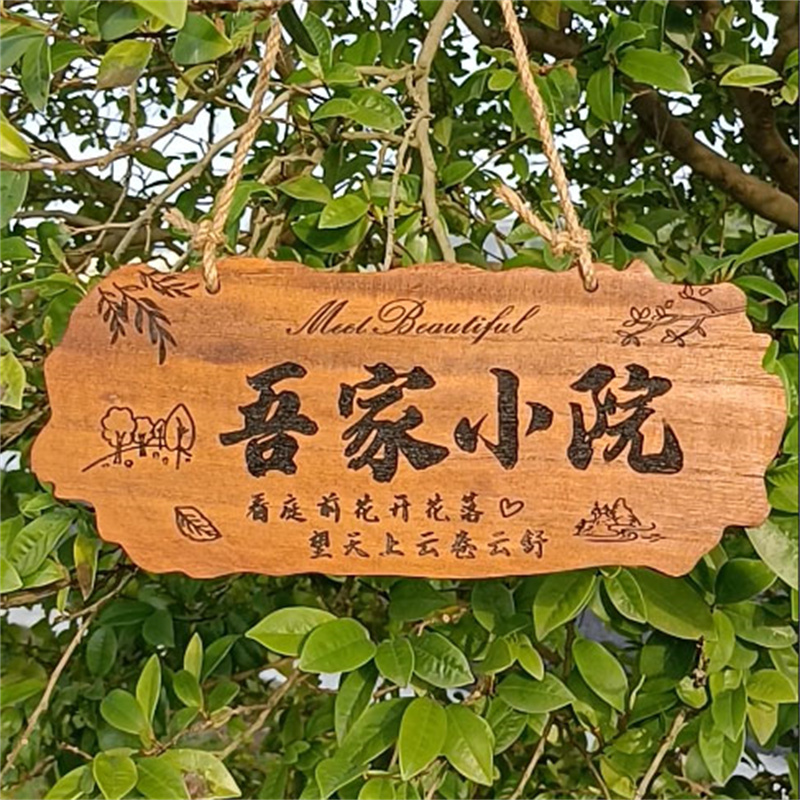 Meet Beautiful
吾家小院
看庭前花开花落
望天上云卷云舒